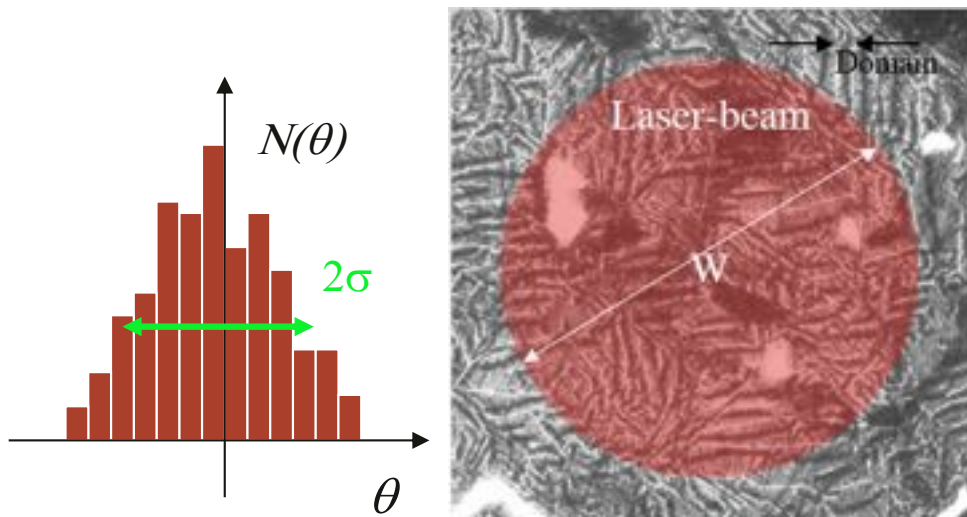 N(θ)
2σ
θ
Domain
Laser-beam
W